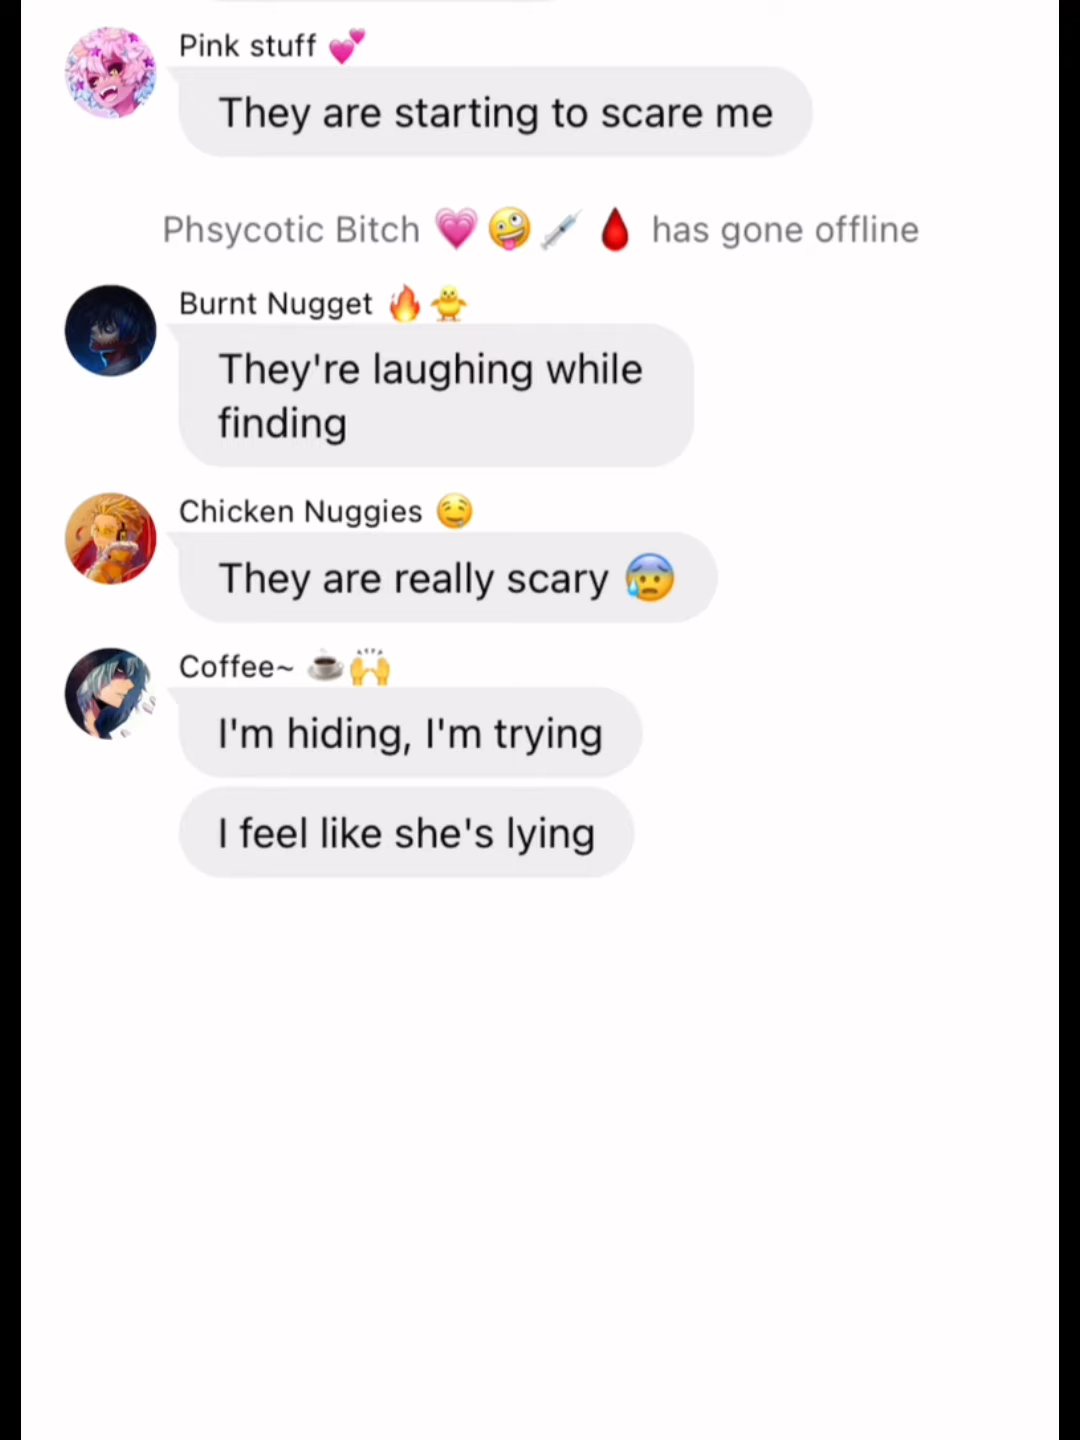 Pink stuff 💕
They are starting to scare me
Phsycotic Bitch 💗🤪💉🩸 has gone offline
Burnt Nugget 🔥🐥
They're laughing while
finding
Chicken Nuggies 🤤
They are really scary 😰
Coffee~ ☕🙌
I'm hiding, I'm trying
I feel like she's lying